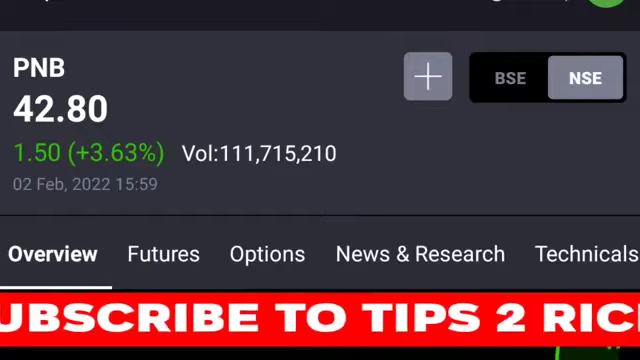 PNB
BSE
NSE
42.80
1.50 (+3.63%) Vol:111,715,210
02 Feb, 2022 15:59
Overview Futures Options News & Research Technicals
UBSCRIBE TO TIPS 2 RIC